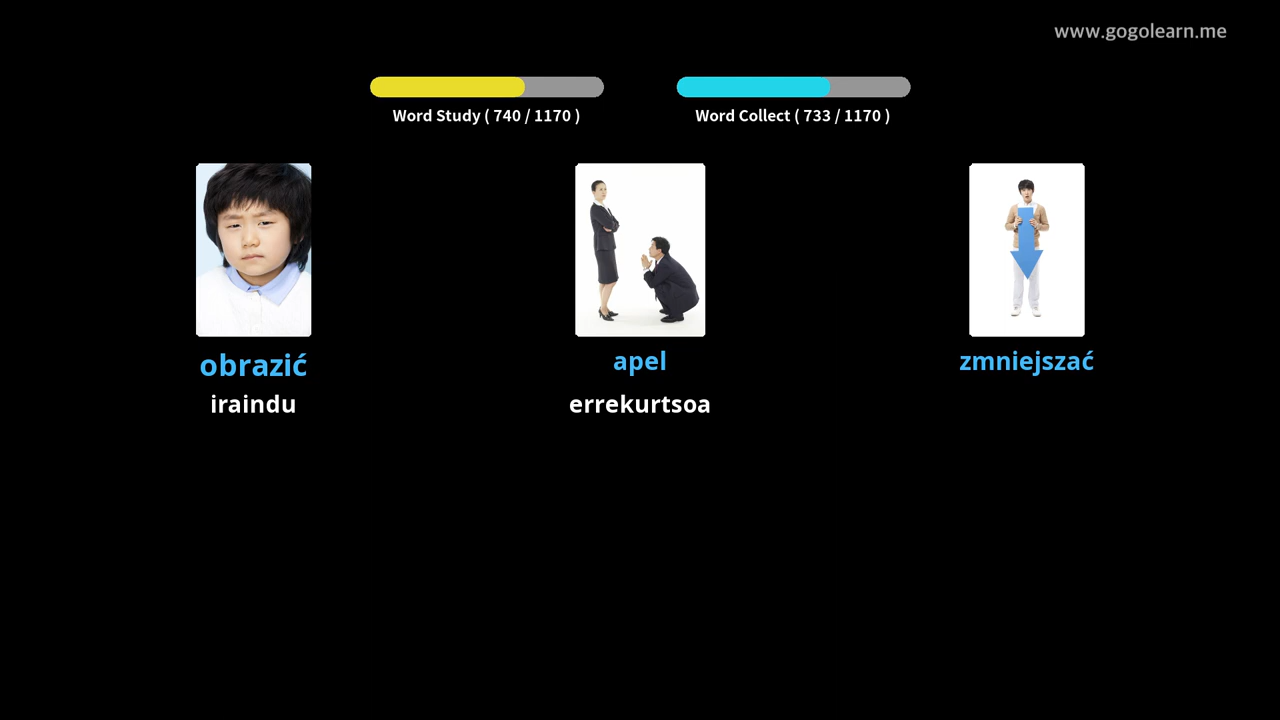 www.gogolearn.me
Word Study ( 740 / 1170 )
Word Collect ( 733 / 1170 )
obrazić
apel
zmniejszać
iraindu
errekurtsoa